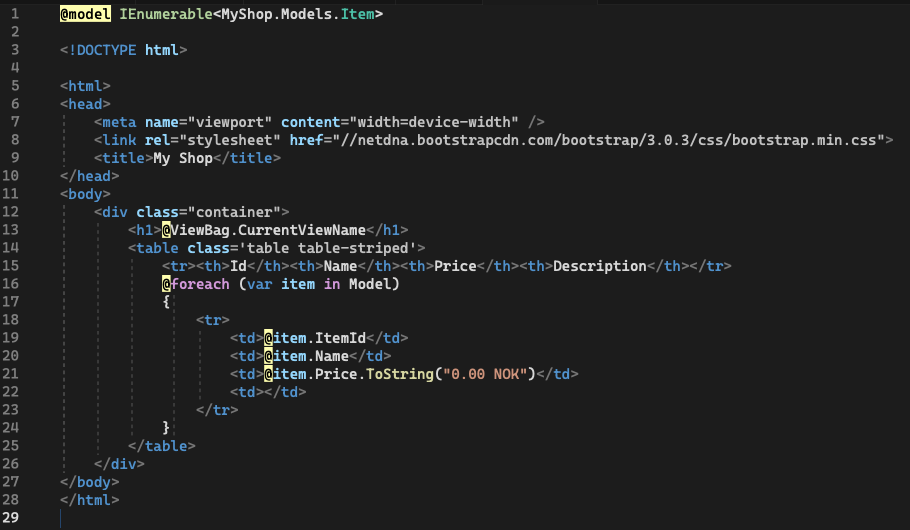 1 @model IEnumerable<MyShop.Models.Item>
2
3 <!DOCTYPE html>
4
5 <html>
6 <head>
7     <meta name="viewport" content="width=device-width" />
8     <link rel="stylesheet" href="//netdna.bootstrapcdn.com/bootstrap/3.0.3/css/bootstrap.min.css">
9     <title>My Shop</title>
10 </head>
11 <body>
12     <div class="container">
13         <h1>@ViewBag.CurrentViewName</h1>
14         <table class='table table-striped'>
15             <tr><th>Id</th><th>Name</th><th>Price</th><th>Description</th></tr>
16             @foreach (var item in Model)
17             {
18                 <tr>
19                     <td>@item.ItemId</td>
20                     <td>@item.Name</td>
21                     <td>@item.Price.ToString("0.00 NOK")</td>
22                     <td></td>
23                 </tr>
24             }
25         </table>
26     </div>
27 </body>
28 </html>
29